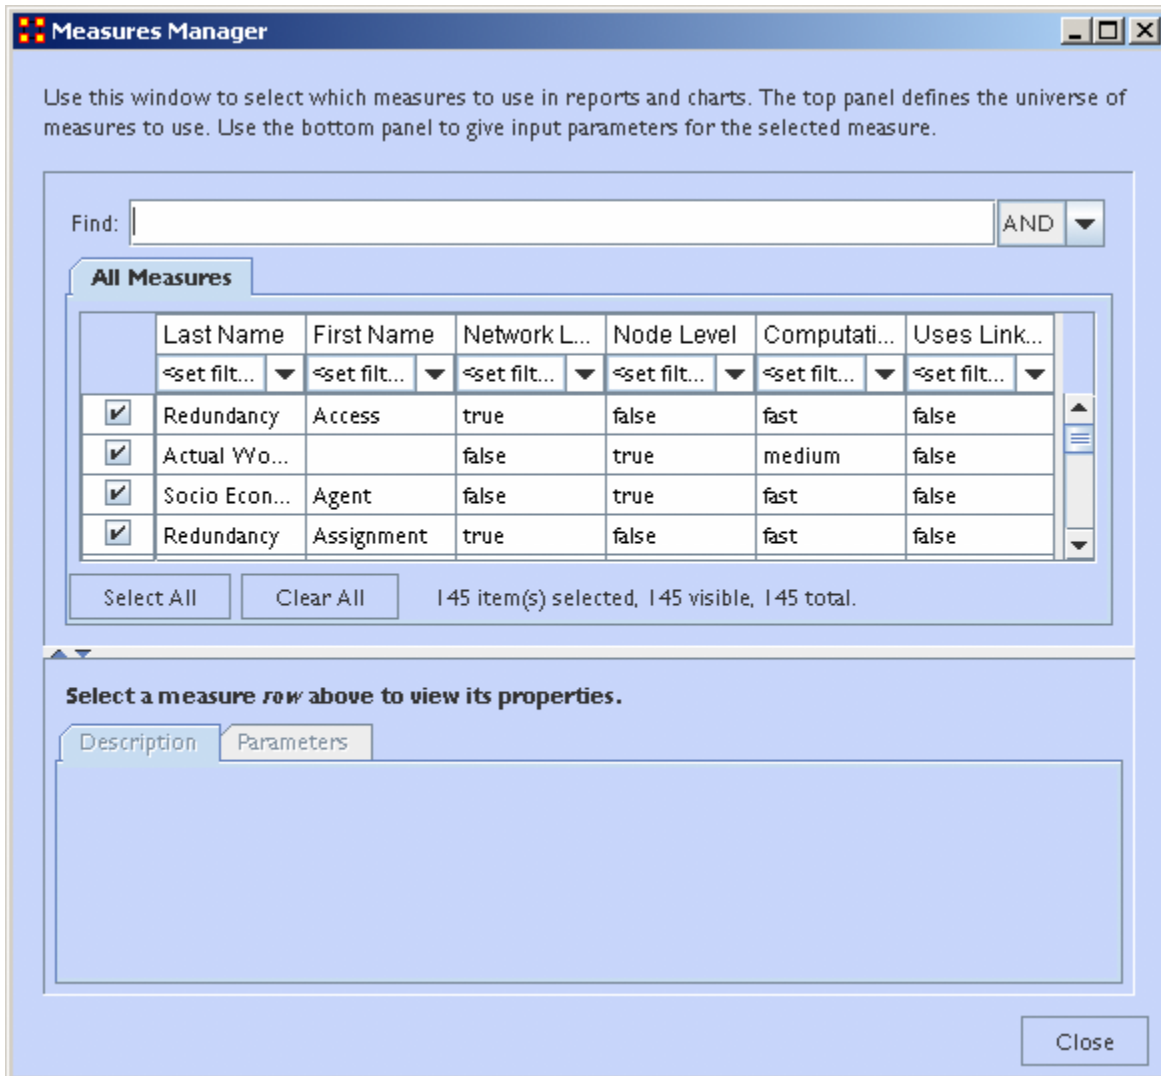 Measures Manager
Use this window to select which measures to use in reports and charts. The top panel defines the universe of
measures to use. Use the bottom panel to give input parameters for the selected measure.
Find: AND
All Measures
Last Name First Name Network L... Node Level Computati... Uses Link...
<set filt... <set filt... <set filt... <set filt... <set filt... <set filt...
Redundancy Access true false fast false
Actual Wo... false true medium false
Socio Econ... Agent false true fast false
Redundancy Assignment true false fast false
Select All Clear All 145 item(s) selected, 145 visible, 145 total.
Select a measure row above to view its properties.
Description Parameters
Close